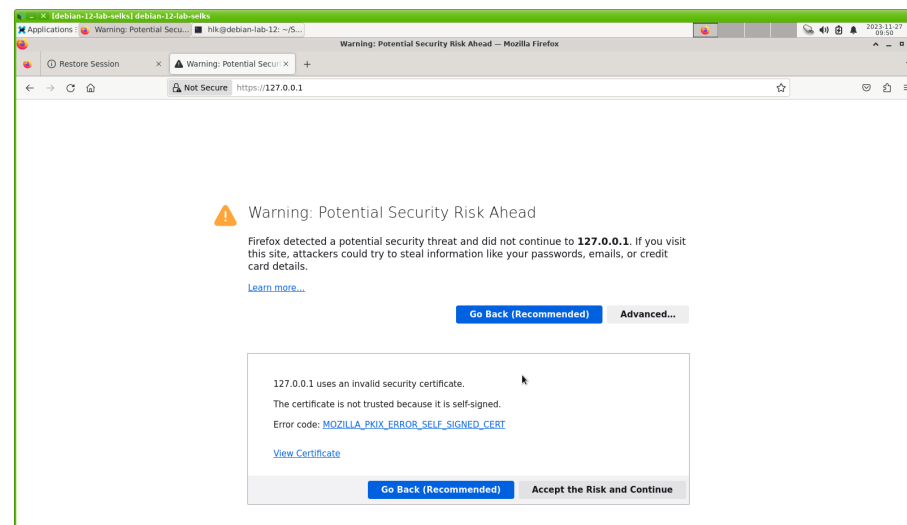 [debian-12-lab-selks] debian-12-lab-selks
Applications Warning: Potential Secu... hlk@debian-lab-12: ~/S... 2023-11-27
09:50
Warning: Potential Security Risk Ahead — Mozilla Firefox
Restore Session × Warning: Potential Securi × +
Not Secure https://127.0.0.1
Warning: Potential Security Risk Ahead
Firefox detected a potential security threat and did not continue to 127.0.0.1. If you visit
this site, attackers could try to steal information like your passwords, emails, or credit
card details.
Learn more...
Go Back (Recommended) Advanced...
127.0.0.1 uses an invalid security certificate.
The certificate is not trusted because it is self-signed.
Error code: MOZILLA_PKIX_ERROR_SELF_SIGNED_CERT
View Certificate
Go Back (Recommended) Accept the Risk and Continue